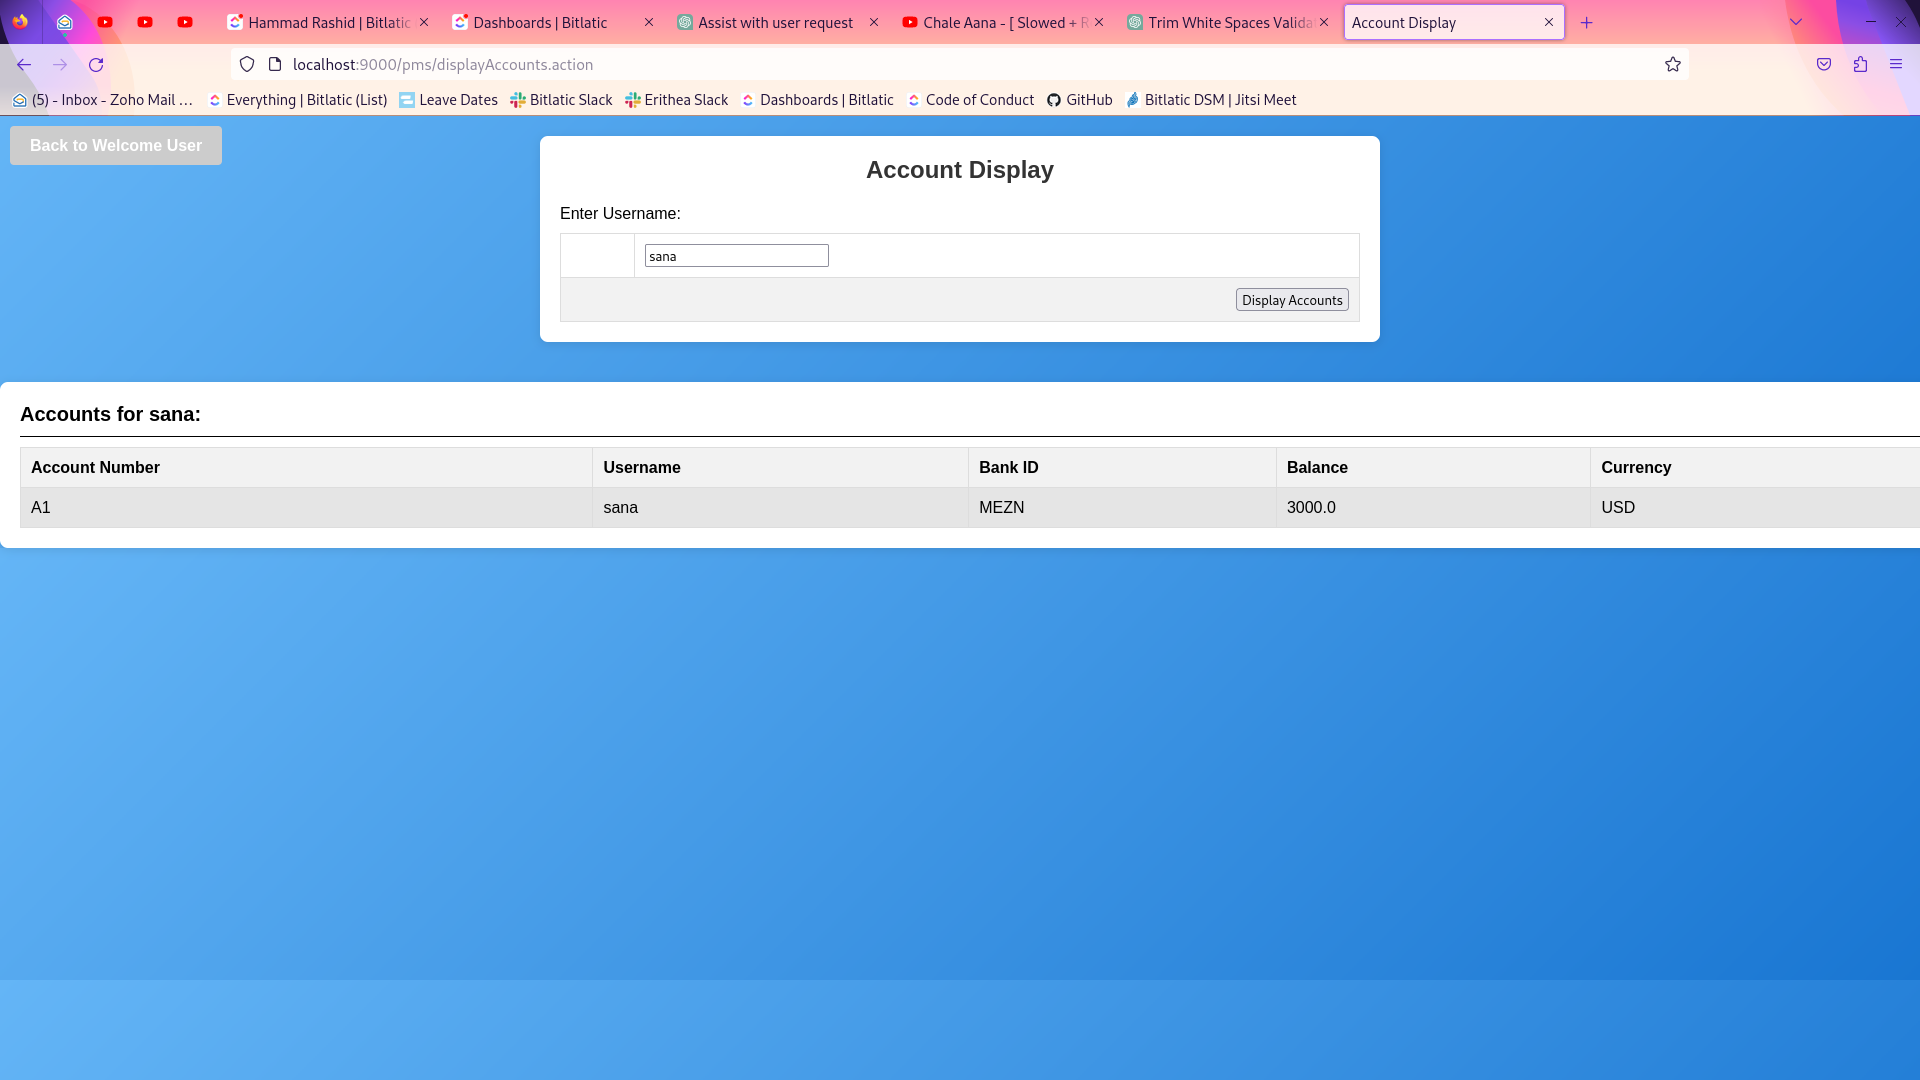 Hammad Rashid | Bitlatic
Dashboards | Bitlatic
Assist with user request
Chale Aana - [ Slowed + R
Trim White Spaces Valida
Account Display
localhost:9000/pms/displayAccounts.action
(5) - Inbox - Zoho Mail ...
Everything | Bitlatic (List)
Leave Dates
Bitlatic Slack
Erithea Slack
Dashboards | Bitlatic
Code of Conduct
GitHub
Bitlatic DSM | Jitsi Meet
Back to Welcome User
Account Display
Enter Username:
sana
Display Accounts
Accounts for sana:
Account Number Username Bank ID Balance Currency
A1 sana MEZN 3000.0 USD